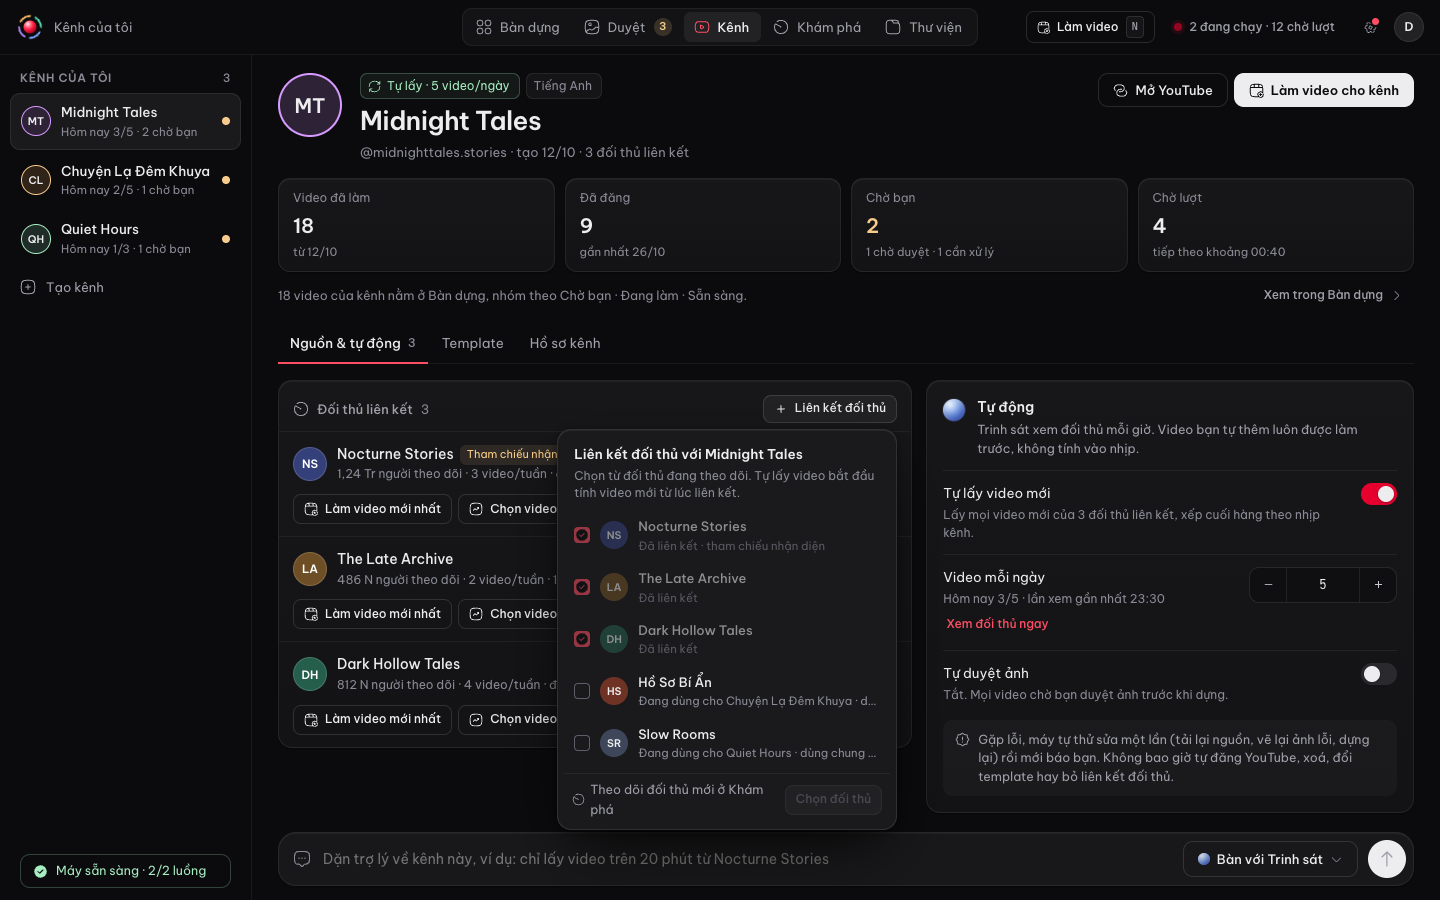 Kênh của tôi
Bàn dựng
Duyệt 3
Kênh
Khám phá
Thư viện
Làm video N
2 đang chạy · 12 chờ lượt
D
KÊNH CỦA TÔI 3
MT
Midnight Tales
Hôm nay 3/5 · 2 chờ bạn
CL
Chuyện Lạ Đêm Khuya
Hôm nay 2/5 · 1 chờ bạn
QH
Quiet Hours
Hôm nay 1/3 · 1 chờ bạn
Tạo kênh
Máy sẵn sàng · 2/2 luồng
MT
Tự lấy · 5 video/ngày
Tiếng Anh
Midnight Tales
@midnighttales.stories · tạo 12/10 · 3 đối thủ liên kết
Mở YouTube
Làm video cho kênh
Video đã làm
18
từ 12/10
Đã đăng
9
gần nhất 26/10
Chờ bạn
2
1 chờ duyệt · 1 cần xử lý
Chờ lượt
4
tiếp theo khoảng 00:40
18 video của kênh nằm ở Bàn dựng, nhóm theo Chờ bạn · Đang làm · Sẵn sàng.
Xem trong Bàn dựng
Nguồn & tự động 3
Template
Hồ sơ kênh
Đối thủ liên kết 3
Liên kết đối thủ
NS
Nocturne Stories
Tham chiếu nhận
1,24 Tr người theo dõi · 3 video/tuần ·
Làm video mới nhất
Chọn video
LA
The Late Archive
486 N người theo dõi · 2 video/tuần · 1
Làm video mới nhất
Chọn video
DH
Dark Hollow Tales
812 N người theo dõi · 4 video/tuần · đ
Làm video mới nhất
Chọn video
Liên kết đối thủ với Midnight Tales
Chọn từ đối thủ đang theo dõi. Tự lấy video bắt đầu
tính video mới từ lúc liên kết.
NS
Nocturne Stories
Đã liên kết · tham chiếu nhận diện
LA
The Late Archive
Đã liên kết
DH
Dark Hollow Tales
Đã liên kết
HS
Hồ Sơ Bí Ẩn
Đang dùng cho Chuyện Lạ Đêm Khuya · d...
SR
Slow Rooms
Đang dùng cho Quiet Hours · dùng chung ...
Theo dõi đối thủ mới ở Khám
phá
Chọn đối thủ
Tự động
Trinh sát xem đối thủ mỗi giờ. Video bạn tự thêm luôn được làm
trước, không tính vào nhịp.
Tự lấy video mới
Lấy mọi video mới của 3 đối thủ liên kết, xếp cuối hàng theo nhịp
kênh.
Video mỗi ngày
Hôm nay 3/5 · lần xem gần nhất 23:30
− 5 +
Xem đối thủ ngay
Tự duyệt ảnh
Tắt. Mọi video chờ bạn duyệt ảnh trước khi dựng.
Gặp lỗi, máy tự thử sửa một lần (tải lại nguồn, vẽ lại ảnh lỗi, dựng
lại) rồi mới báo bạn. Không bao giờ tự đăng YouTube, xoá, đổi
template hay bỏ liên kết đối thủ.
Dặn trợ lý về kênh này, ví dụ: chỉ lấy video trên 20 phút từ Nocturne Stories
Bàn với Trinh sát